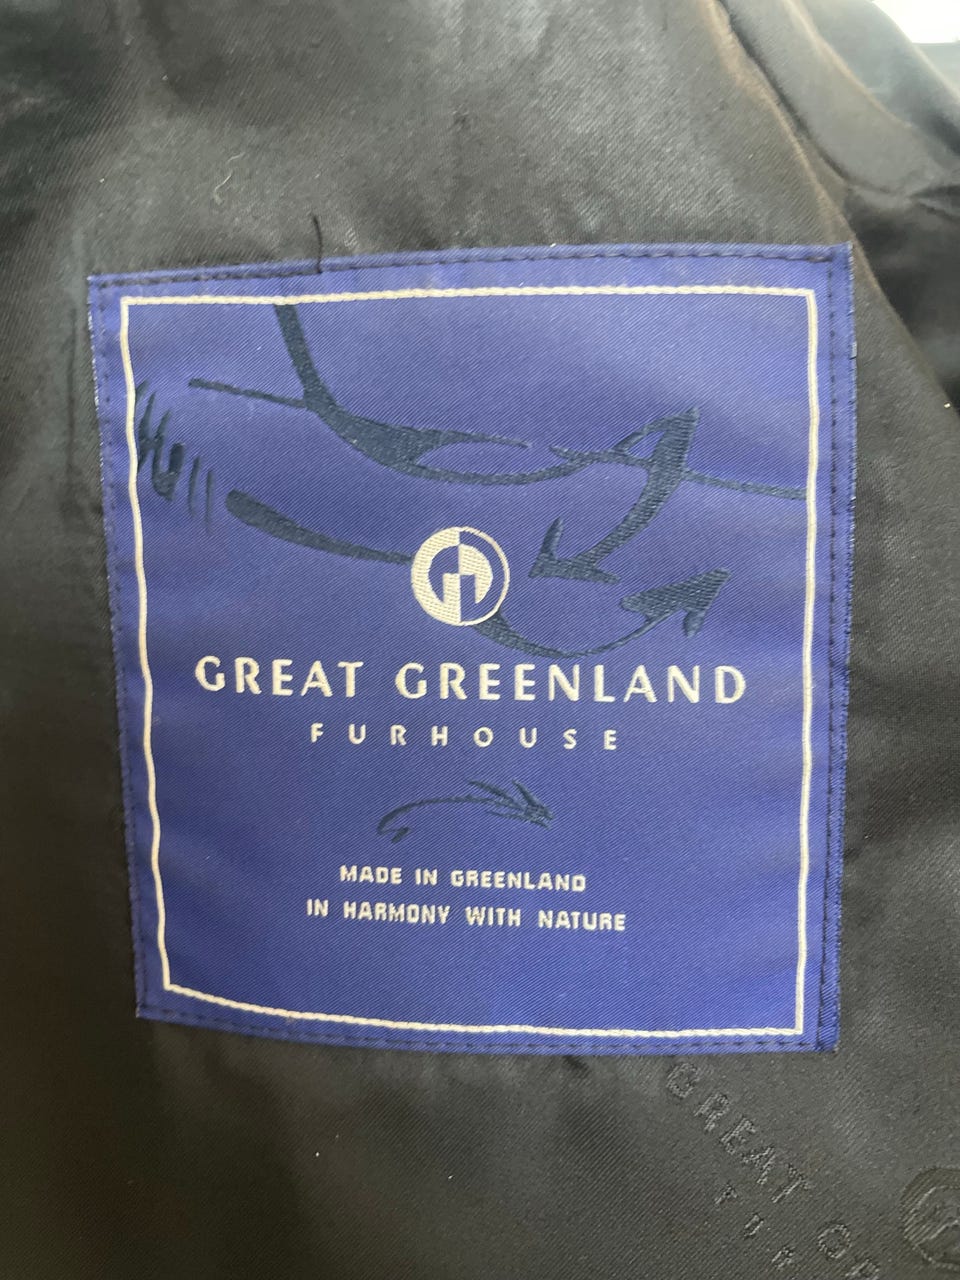 GREAT GREENLAND
FURHOUSE
MADE IN GREENLAND
IN HARMONY WITH NATURE
GREAT